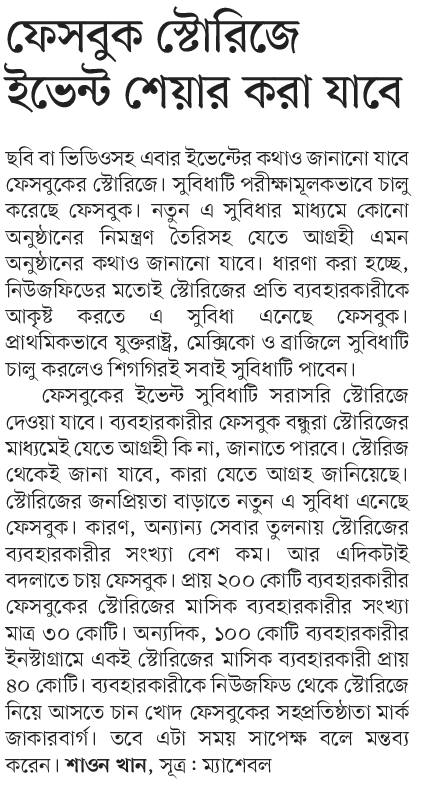 ফেসবুক স্টোরিজে
ইভেন্ট শেয়ার করা যাবে
ছবি বা ভিডিওসহ এবার ইভেন্টের কথাও জানানো যাবে
ফেসবুকের স্টোরিজে। সুবিধাটি পরীক্ষামূলকভাবে চালু
করেছে ফেসবুক। নতুন এ সুবিধার মাধ্যমে কোনো
অনুষ্ঠানের নিমন্ত্রণ তৈরিসহ যেতে আগ্রহী এমন
অনুষ্ঠানের কথাও জানানো যাবে। ধারণা করা হচ্ছে,
নিউজফিডের মতোই স্টোরিজের প্রতি ব্যবহারকারীকে
আকৃষ্ট করতে এ সুবিধা এনেছে ফেসবুক।
প্রাথমিকভাবে যুক্তরাষ্ট্র, মেক্সিকো ও ব্রাজিলে সুবিধাটি
চালু করলেও শিগগিরই সবাই সুবিধাটি পাবেন।
ফেসবুকের ইভেন্ট সুবিধাটি সরাসরি স্টোরিজে
দেওয়া যাবে। ব্যবহারকারীর ফেসবুক বন্ধুরা স্টোরিজের
মাধ্যমেই যেতে আগ্রহী কি না, জানাতে পারবে। স্টোরিজ
থেকেই জানা যাবে, কারা যেতে আগ্রহ জানিয়েছে।
স্টোরিজের জনপ্রিয়তা বাড়াতে নতুন এ সুবিধা এনেছে
ফেসবুক। কারণ, অন্যান্য সেবার তুলনায় স্টোরিজের
ব্যবহারকারীর সংখ্যা বেশ কম। আর এদিকটাই
বদলাতে চায় ফেসবুক। প্রায় ২০০ কোটি ব্যবহারকারীর
ফেসবুকের স্টোরিজের মাসিক ব্যবহারকারীর সংখ্যা
মাত্র ৩০ কোটি। অন্যদিক, ১০০ কোটি ব্যবহারকারীর
ইনস্টাগ্রামে একই স্টোরিজের মাসিক ব্যবহারকারী প্রায়
৪০ কোটি। ব্যবহারকারীকে নিউজফিড থেকে স্টোরিজে
নিয়ে আসতে চান খোদ ফেসবুকের সহপ্রতিষ্ঠাতা মার্ক
জাকারবার্গ। তবে এটা সময় সাপেক্ষ বলে মন্তব্য
করেন। শাওন খান, সূত্র : ম্যাশেবল